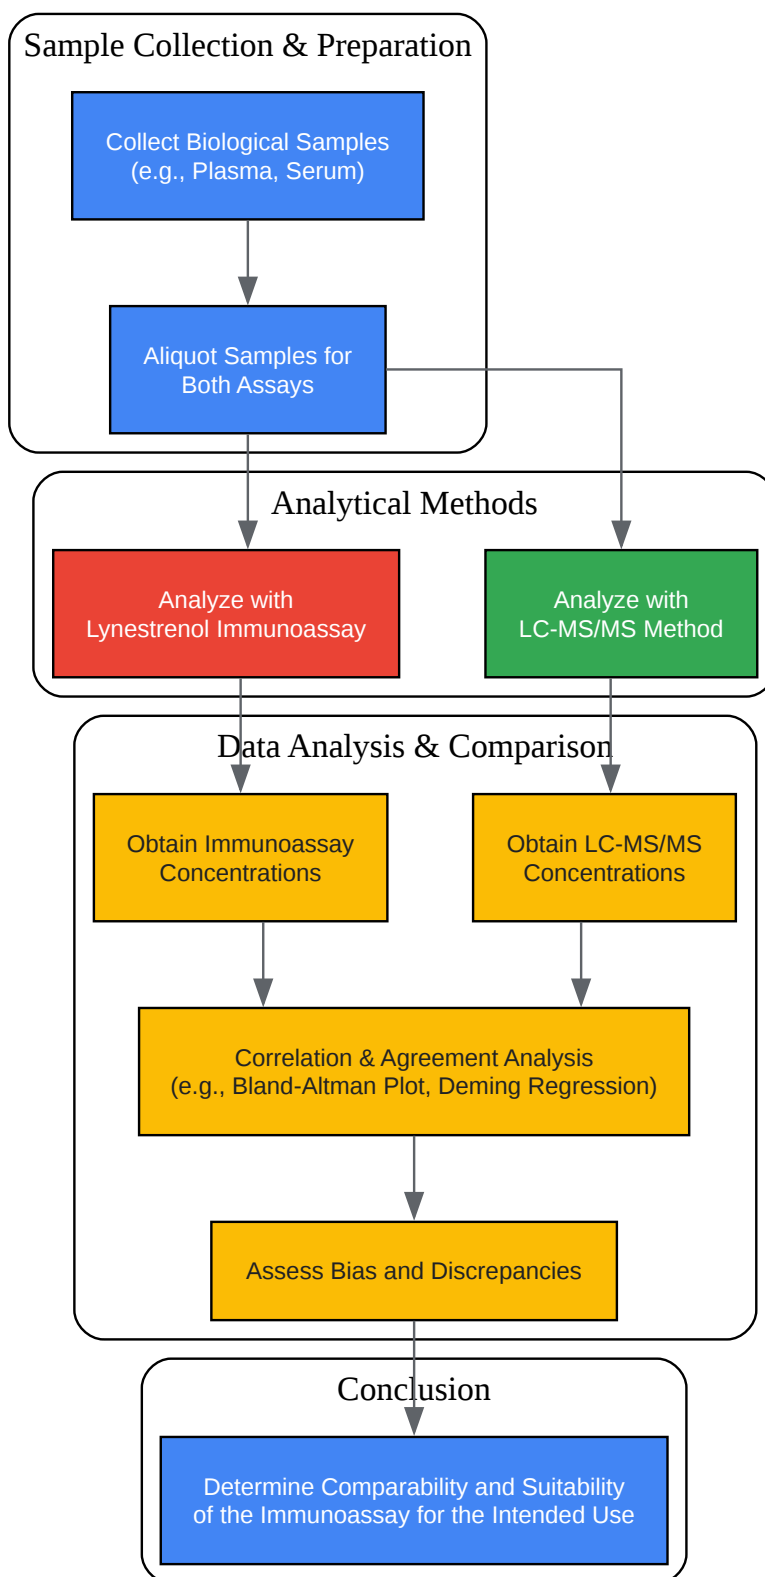 Sample Collection & Preparation
Collect Biological Samples
(e.g., Plasma, Serum)
Aliquot Samples for
Both Assays
Analytical Methods
Analyze with
Lynestrenol Immunoassay
Analyze with
LC-MS/MS Method
Data Analysis & Comparison
Obtain Immunoassay
Concentrations
Obtain LC-MS/MS
Concentrations
Correlation & Agreement Analysis
(e.g., Bland-Altman Plot, Deming Regression)
Assess Bias and Discrepancies
Conclusion
Determine Comparability and Suitability
of the Immunoassay for the Intended Use